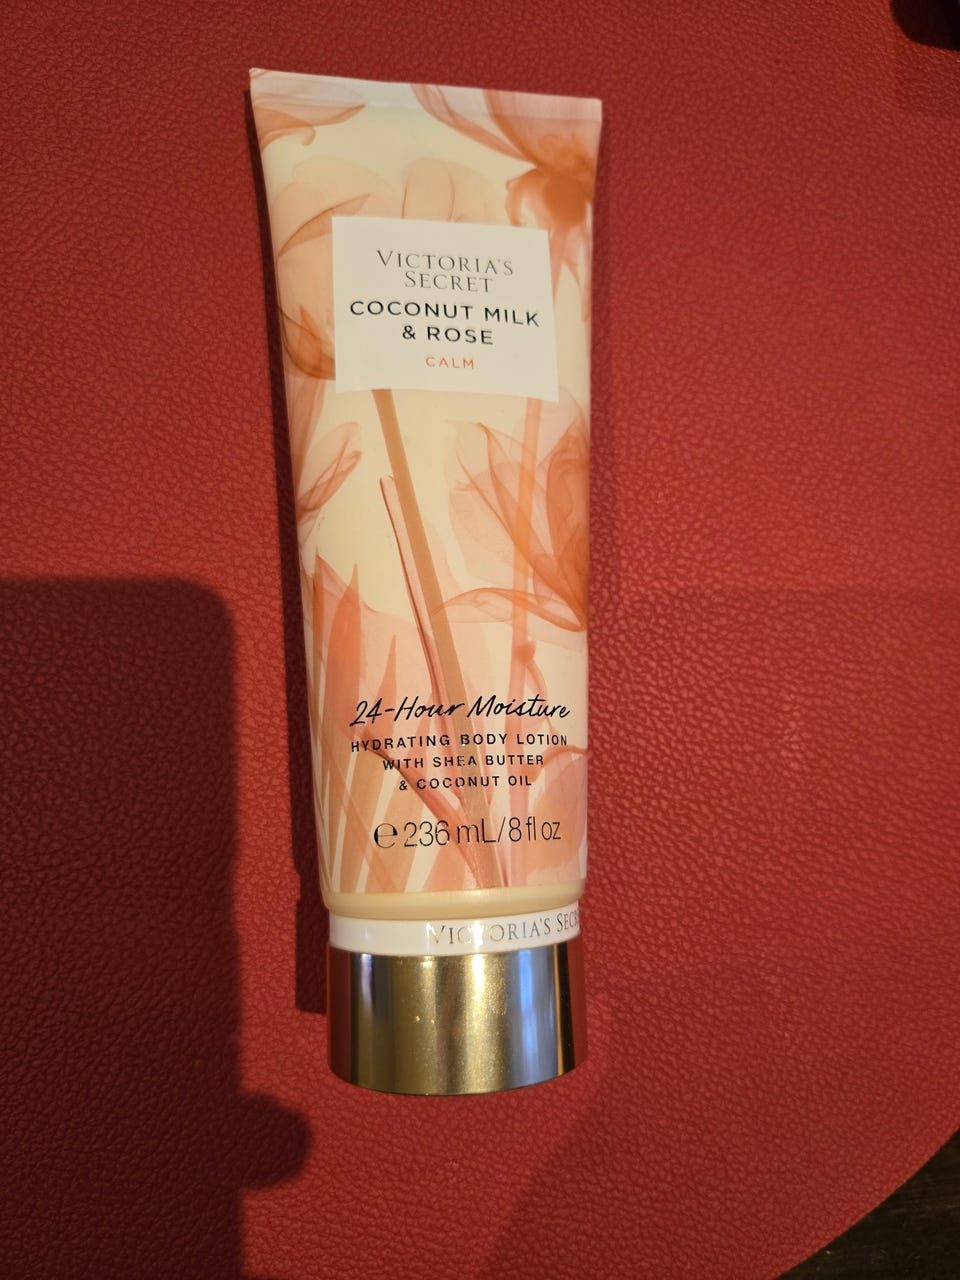 VICTORIA'S
SECRET
COCONUT MILK
& ROSE
CALM
24-Hour Moisture
HYDRATING BODY LOTION
WITH SHEA BUTTER
& COCONUT OIL
℮ 236 mL/8 fl oz
VICTORIA'S